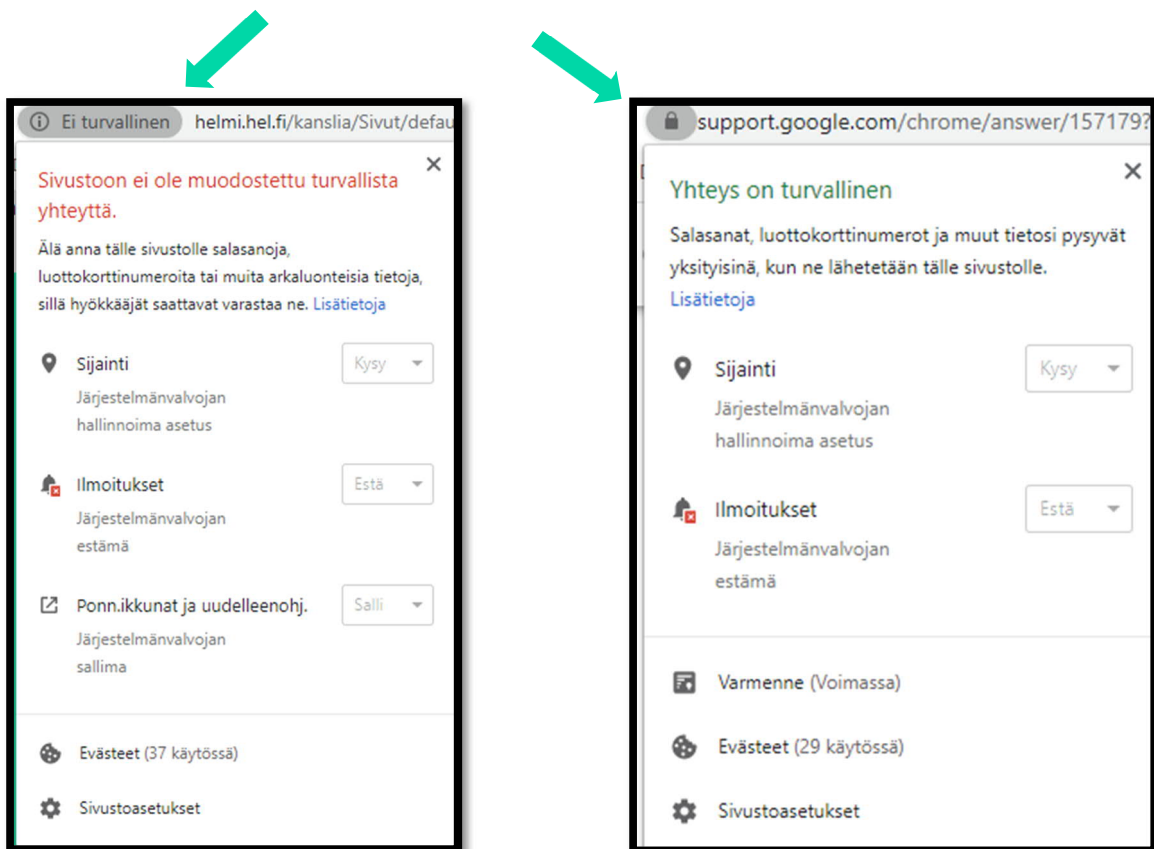 Ei turvallinen helmi.hel.fi/kanslia/Sivut/defau
Sivustoon ei ole muodostettu turvallista
yhteyttä.
Älä anna tälle sivustolle salasanoja,
luottokorttinumeroita tai muita arkaluonteisia tietoja,
sillä hyökkääjät saattavat varastaa ne. Lisätietoja
Sijainti Kysy
Järjestelmänvalvojan
hallinnoima asetus
Ilmoitukset Estä
Järjestelmänvalvojan
estämä
Ponn.ikkunat ja uudelleenohj. Salli
Järjestelmänvalvojan
sallima
Evästeet (37 käytössä)
Sivustoasetukset
support.google.com/chrome/answer/157179?
Yhteys on turvallinen
Salasanat, luottokorttinumerot ja muut tietosi pysyvät
yksityisinä, kun ne lähetetään tälle sivustolle.
Lisätietoja
Sijainti Kysy
Järjestelmänvalvojan
hallinnoima asetus
Ilmoitukset Estä
Järjestelmänvalvojan
estämä
Varmenne (Voimassa)
Evästeet (29 käytössä)
Sivustoasetukset